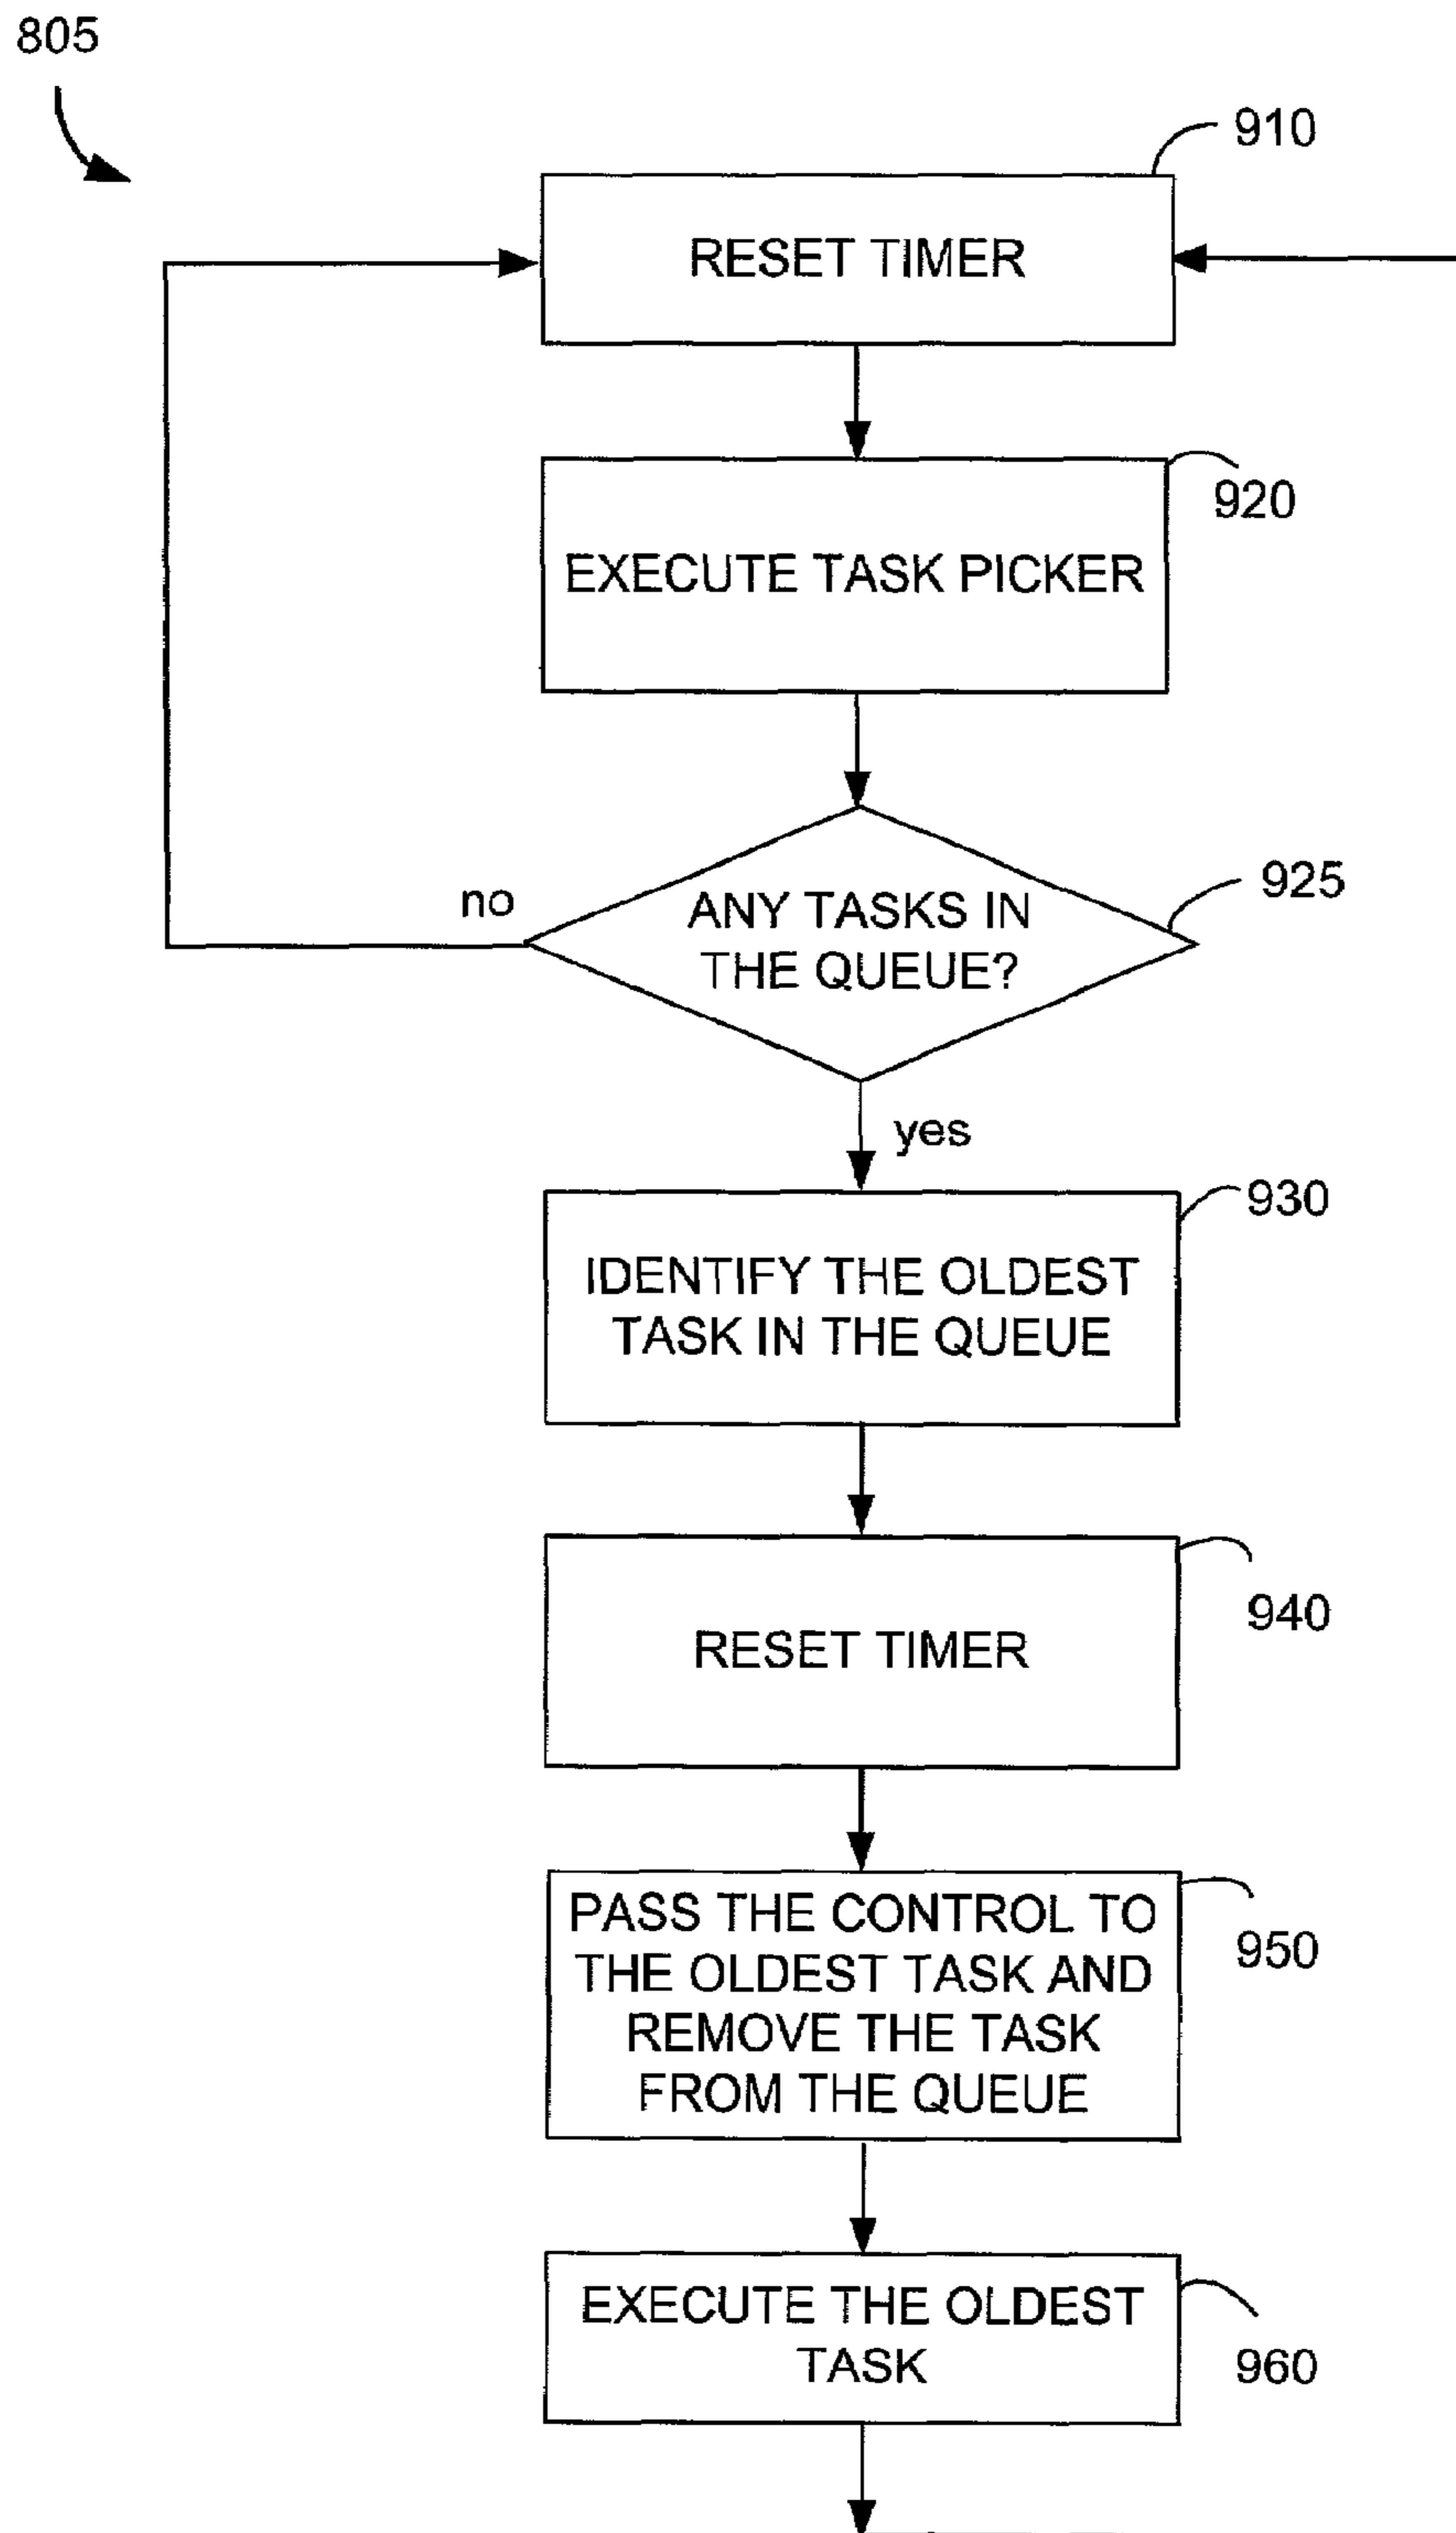 805
910
RESET TIMER
920
EXECUTE TASK PICKER
925
no
ANY TASKS IN
THE QUEUE?
yes
930
IDENTIFY THE OLDEST
TASK IN THE QUEUE
940
RESET TIMER
950
PASS THE CONTROL TO
THE OLDEST TASK AND
REMOVE THE TASK
FROM THE QUEUE
960
EXECUTE THE OLDEST
TASK